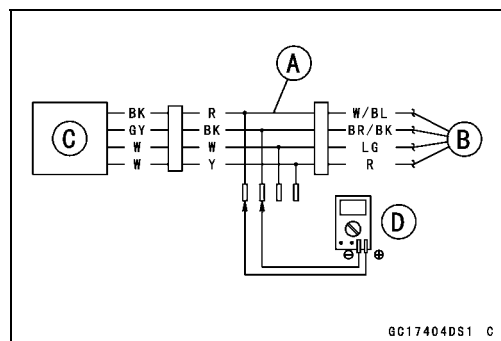 A
BK R W/BL
GY BK BR/BK
C B
W W LG
W Y R
D
⊖ ⊕
GC17404DS1 C